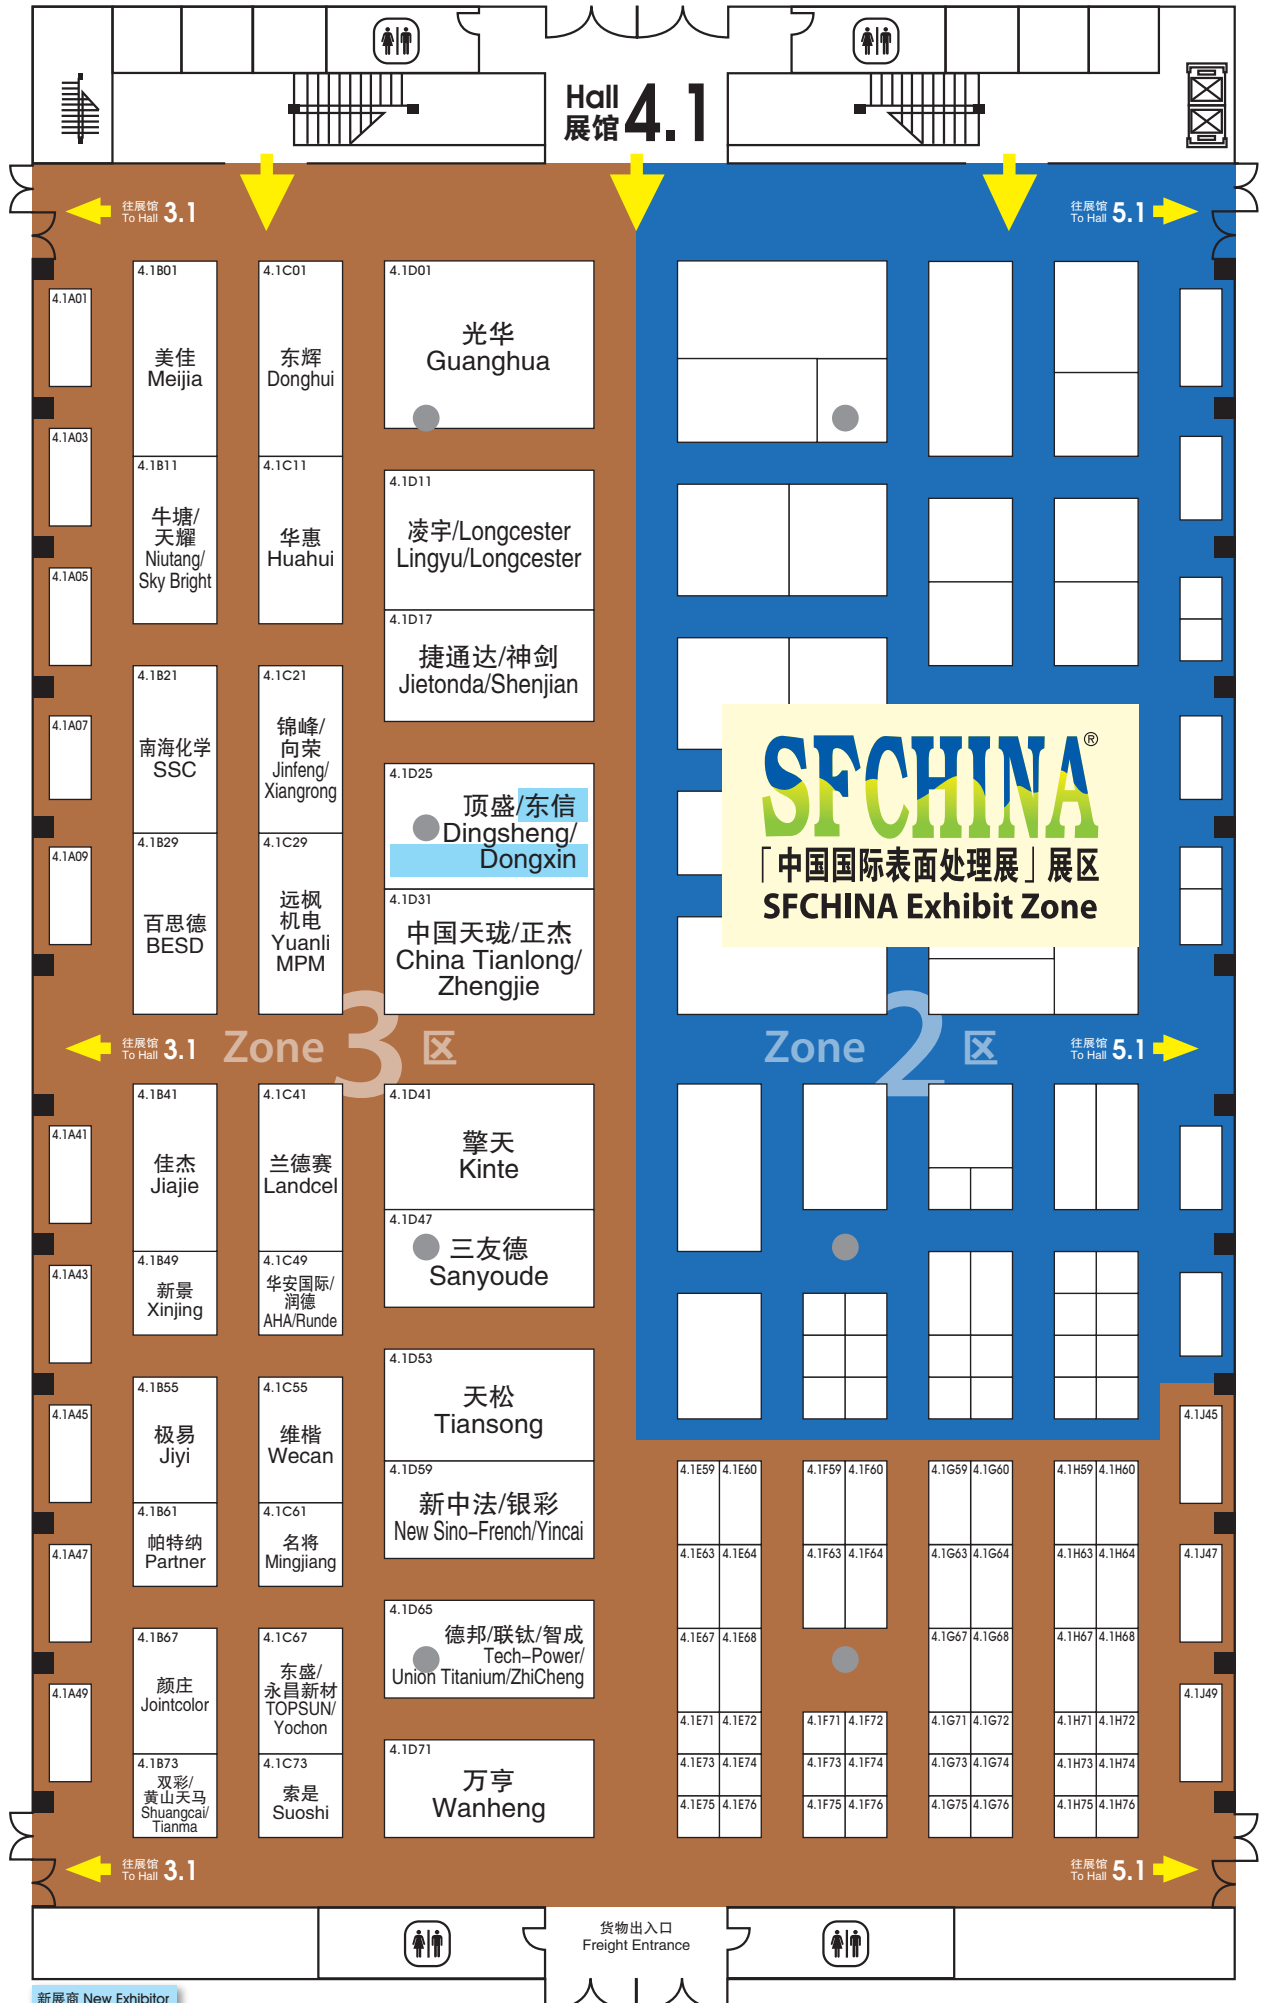 Hall
展馆 4.1
往展馆
To Hall 3.1
往展馆
To Hall 5.1
4.1A01
4.1A03
4.1A05
4.1A07
4.1A09
4.1B01
美佳
Meijia
4.1B11
牛塘/
天耀
Niutang/
Sky Bright
4.1B21
南海化学
SSC
4.1B29
百思德
BESD
4.1C01
东辉
Donghui
4.1C11
华惠
Huahui
4.1C21
锦峰/
向荣
Jinfeng/
Xiangrong
4.1C29
远枫
机电
Yuanli
MPM
4.1D01
光华
Guanghua
4.1D11
凌宇/Longcester
Lingyu/Longcester
4.1D17
捷通达/神剑
Jietonda/Shenjian
4.1D25
顶盛/东信
Dingsheng/
Dongxin
4.1D31
中国天珑/正杰
China Tianlong/
Zhengjie
SFCHINA®
「中国国际表面处理展」展区
SFCHINA Exhibit Zone
往展馆
To Hall 3.1
Zone 3 区
Zone 2 区
往展馆
To Hall 5.1
4.1A41
4.1A43
4.1A45
4.1A47
4.1A49
4.1B41
佳杰
Jiajie
4.1B49
新景
Xinjing
4.1B55
极易
Jiyi
4.1B61
帕特纳
Partner
4.1B67
颜庄
Jointcolor
4.1B73
双彩/
黄山天马
Shuangcai/
Tianma
4.1C41
兰德赛
Landcel
4.1C49
华安国际/
润德
AHA/Runde
4.1C55
维楷
Wecan
4.1C61
名将
Mingjiang
4.1C67
东盛/
永昌新材
TOPSUN/
Yochon
4.1C73
索是
Suoshi
4.1D41
擎天
Kinte
4.1D47
三友德
Sanyoude
4.1D53
天松
Tiansong
4.1D59
新中法/银彩
New Sino-French/Yincai
4.1D65
德邦/联钛/智成
Tech-Power/
Union Titanium/ZhiCheng
4.1D71
万亨
Wanheng
4.1E59 4.1E60
4.1E63 4.1E64
4.1E67 4.1E68
4.1E71 4.1E72
4.1E73 4.1E74
4.1E75 4.1E76
4.1F59 4.1F60
4.1F63 4.1F64
4.1F71 4.1F72
4.1F73 4.1F74
4.1F75 4.1F76
4.1G59 4.1G60
4.1G63 4.1G64
4.1G67 4.1G68
4.1G71 4.1G72
4.1G73 4.1G74
4.1G75 4.1G76
4.1H59 4.1H60
4.1H63 4.1H64
4.1H67 4.1H68
4.1H71 4.1H72
4.1H73 4.1H74
4.1H75 4.1H76
4.1J45
4.1J47
4.1J49
往展馆
To Hall 3.1
往展馆
To Hall 5.1
货物出入口
Freight Entrance
新展商 New Exhibitor